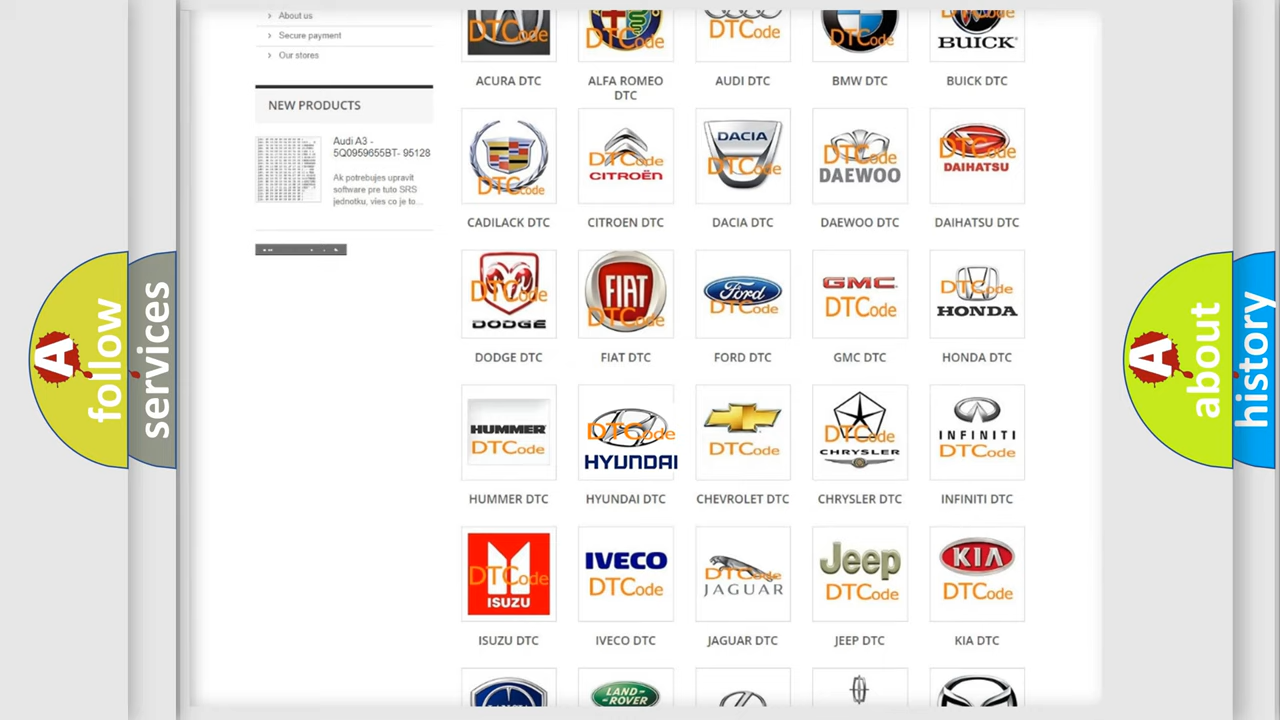 About us
Secure payment
Our stores
NEW PRODUCTS
Audi A3 -
5Q0959655BT- 95128
Ak potrebujes upravit
software pre tuto SRS
jednotku, vies co je to...
DTCode
DTCode
DTCode
DTCode
BUICK
ACURA DTC
ALFA ROMEO
DTC
AUDI DTC
BMW DTC
BUICK DTC
DTCode
DTCode
CITROËN
DACIA
DTCode
DTCode
DAEWOO
DTCode
DAIHATSU
CADILACK DTC
CITROEN DTC
DACIA DTC
DAEWOO DTC
DAIHATSU DTC
DTCode
DODGE
FIAT
DTCode
Ford
DTCode
GMC
DTCode
DTCode
HONDA
DODGE DTC
FIAT DTC
FORD DTC
GMC DTC
HONDA DTC
HUMMER
DTCode
DTCode
HYUNDAI
DTCode
DTCode
CHRYSLER
INFINITI
DTCode
HUMMER DTC
HYUNDAI DTC
CHEVROLET DTC
CHRYSLER DTC
INFINITI DTC
DTCode
ISUZU
IVECO
DTCode
DTCode
JAGUAR
Jeep
DTCode
KIA
DTCode
ISUZU DTC
IVECO DTC
JAGUAR DTC
JEEP DTC
KIA DTC
LAND-
ROVER
A follow
services
A about
history